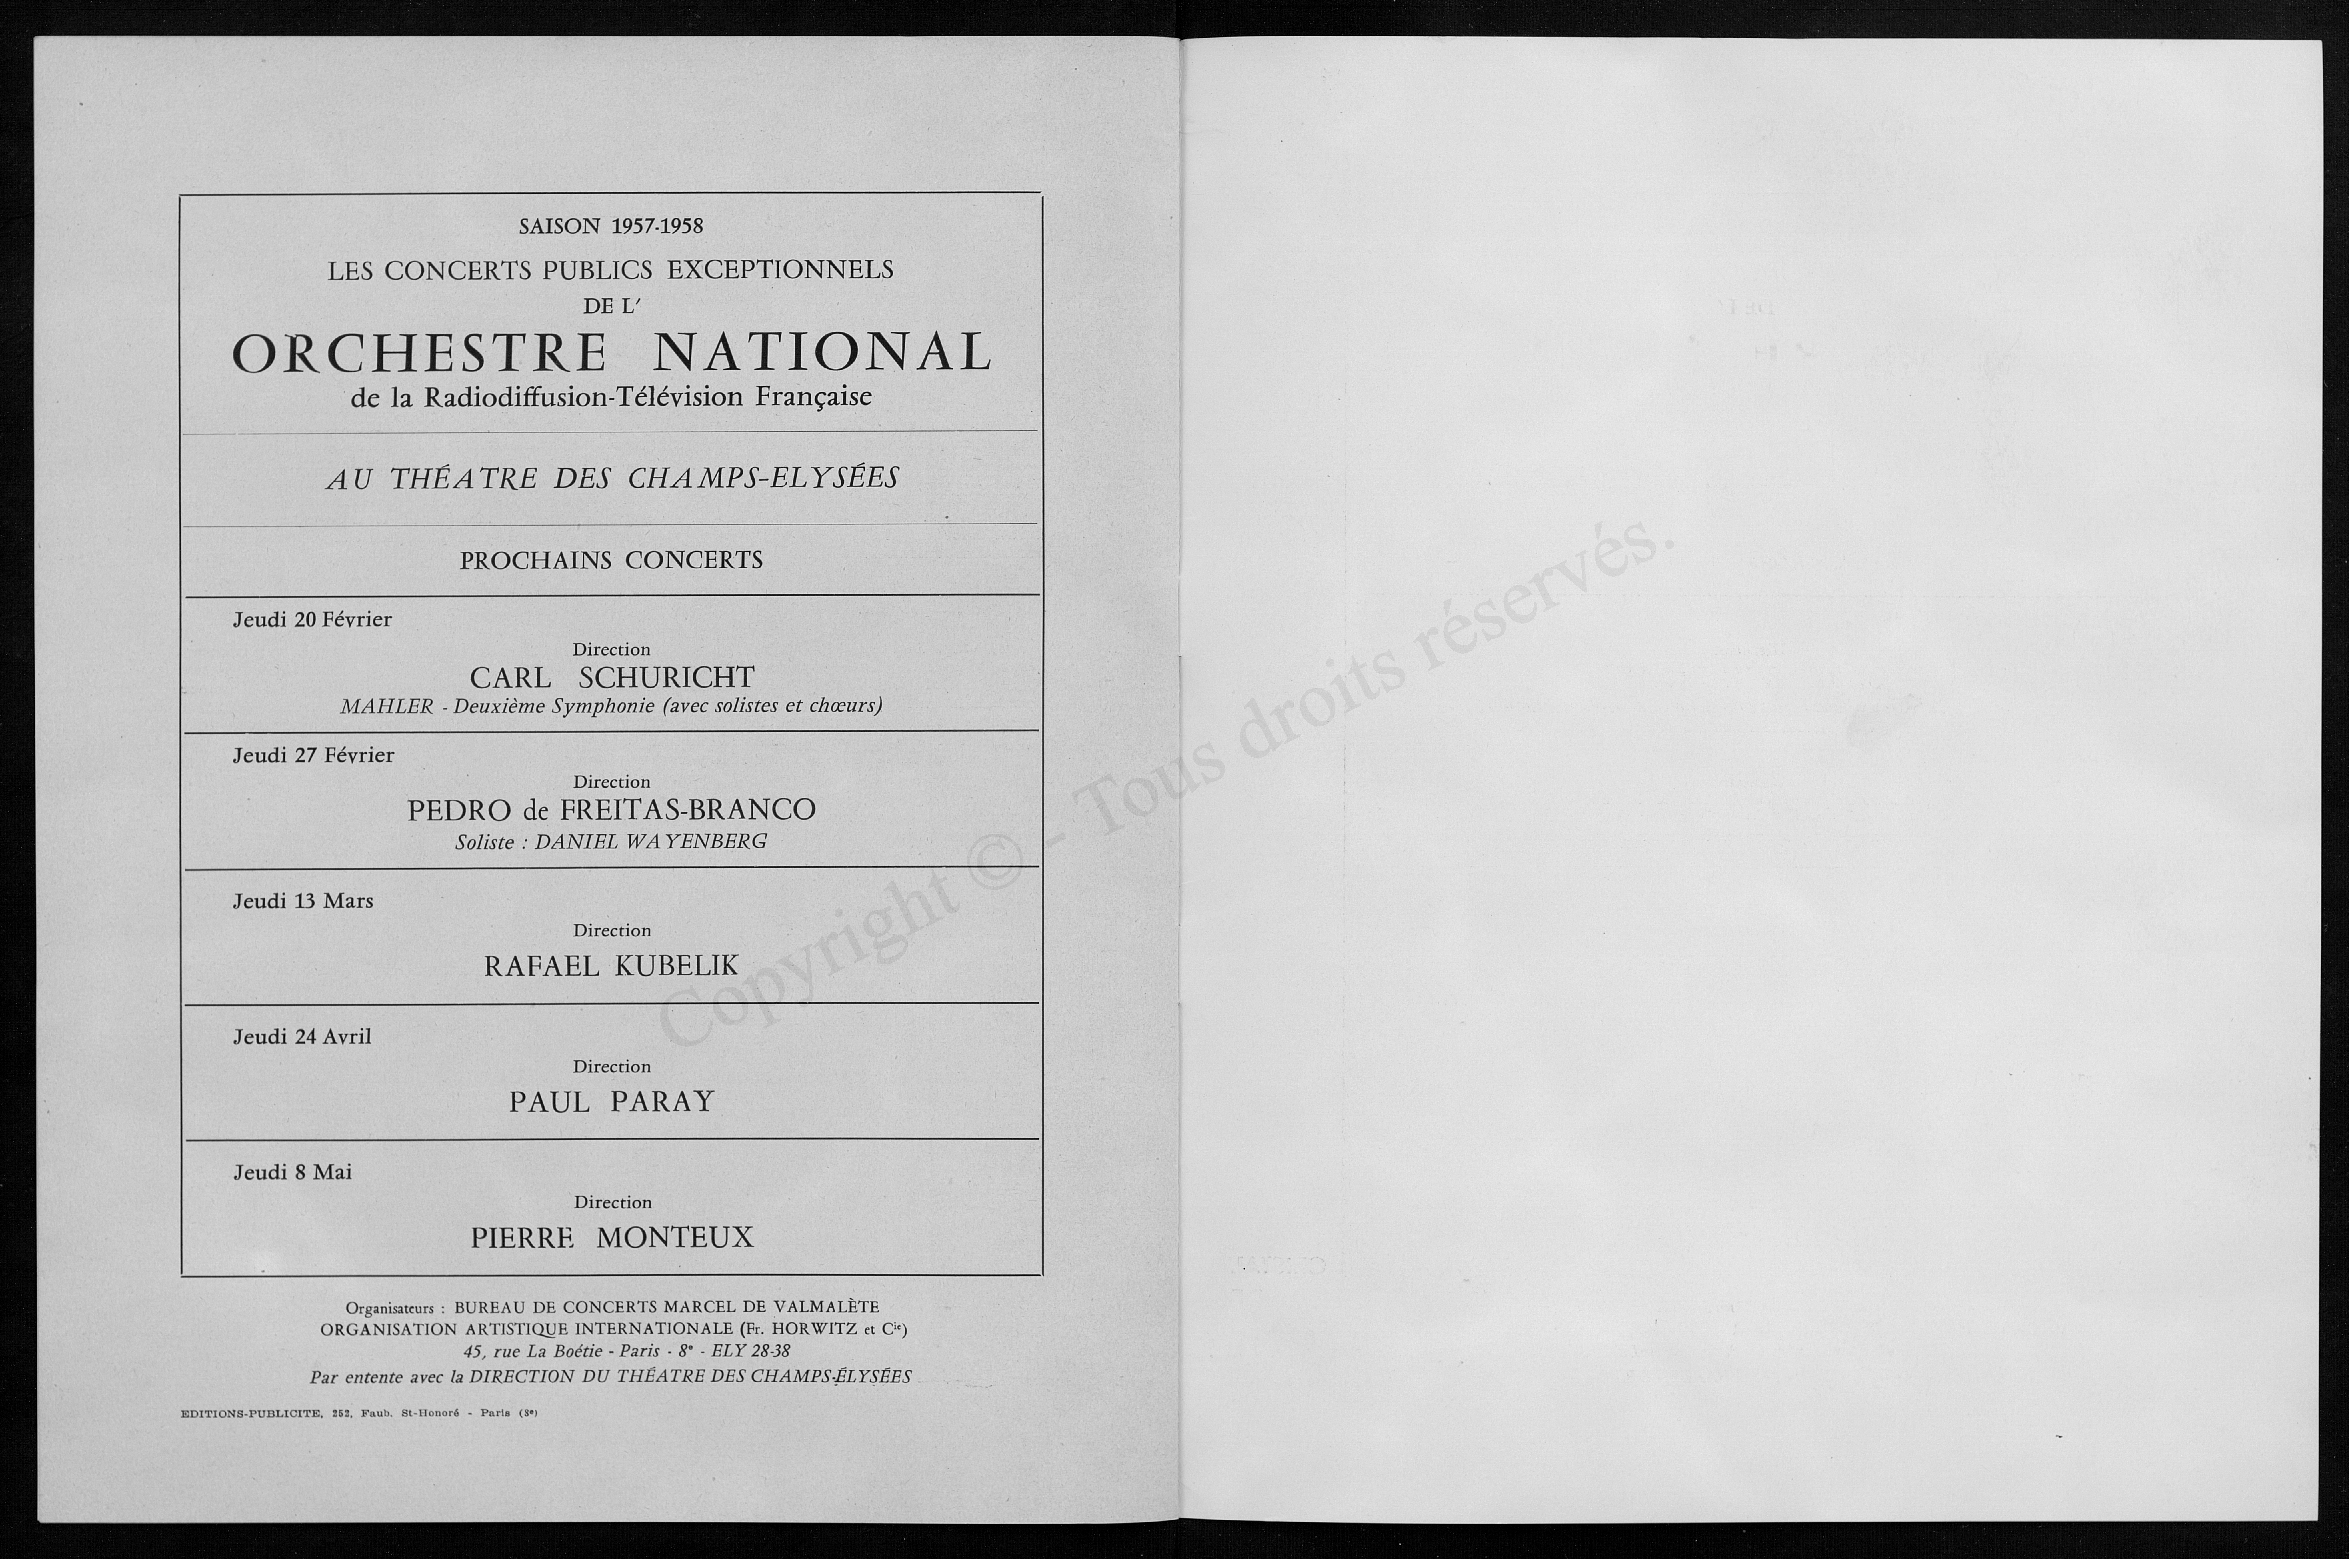 SAISON 1957-1958
LES CONCERTS PUBLICS EXCEPTIONNELS
DE L'
ORCHESTRE NATIONAL
de la Radiodiffusion-Télévision Française
AU THÉATRE DES CHAMPS-ELYSÉES
PROCHAINS CONCERTS
Jeudi 20 Février
Direction
CARL SCHURICHT
MAHLER - Deuxième Symphonie (avec solistes et chœurs)
Jeudi 27 Février
Direction
PEDRO de FREITAS-BRANCO
Soliste : DANIEL WAYENBERG
Jeudi 13 Mars
Direction
RAFAEL KUBELIK
Jeudi 24 Avril
Direction
PAUL PARAY
Jeudi 8 Mai
Direction
PIERRE MONTEUX
Organisateurs : BUREAU DE CONCERTS MARCEL DE VALMALÈTE
ORGANISATION ARTISTIQUE INTERNATIONALE (Fr. HORWITZ et Cie)
45, rue La Boétie - Paris - 8e - ELY 28-38
Par entente avec la DIRECTION DU THÉATRE DES CHAMPS-ÉLYSÉES
EDITIONS-PUBLICITE, 252, Faub. St-Honoré - Paris (8e)
Copyright © - Tous droits réservés.